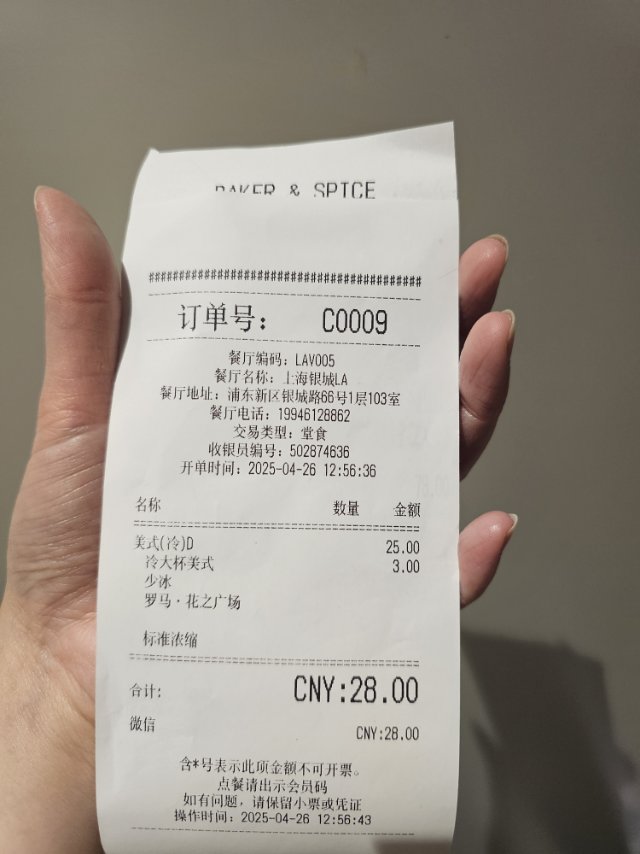 BAKER & SPICE
##########################################
订单号: C0009
餐厅编码: LAV005
餐厅名称: 上海银城LA
餐厅地址: 浦东新区银城路66号1层103室
餐厅电话: 19946128862
交易类型: 堂食
收银员编号: 502874636
开单时间: 2025-04-26 12:56:36
名称 数量 金额
美式(冷)D 25.00
冷大杯美式 3.00
少冰
罗马·花之广场
标准浓缩
合计: CNY:28.00
微信 CNY:28.00
含*号表示此项金额不可开票。
点餐请出示会员码
如有问题, 请保留小票或凭证
操作时间: 2025-04-26 12:56:43